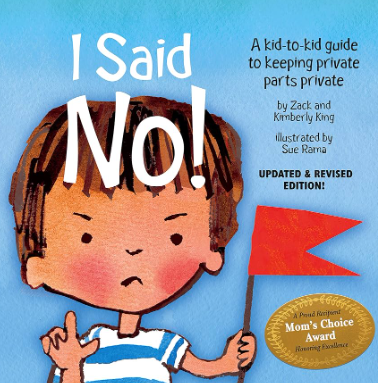 I Said
No!
A kid-to-kid guide
to keeping private
parts private
by Zack and
Kimberly King
illustrated by
Sue Rama
UPDATED & REVISED
EDITION!
A Proud Recipient
Mom's Choice
Award
Honoring Excellence